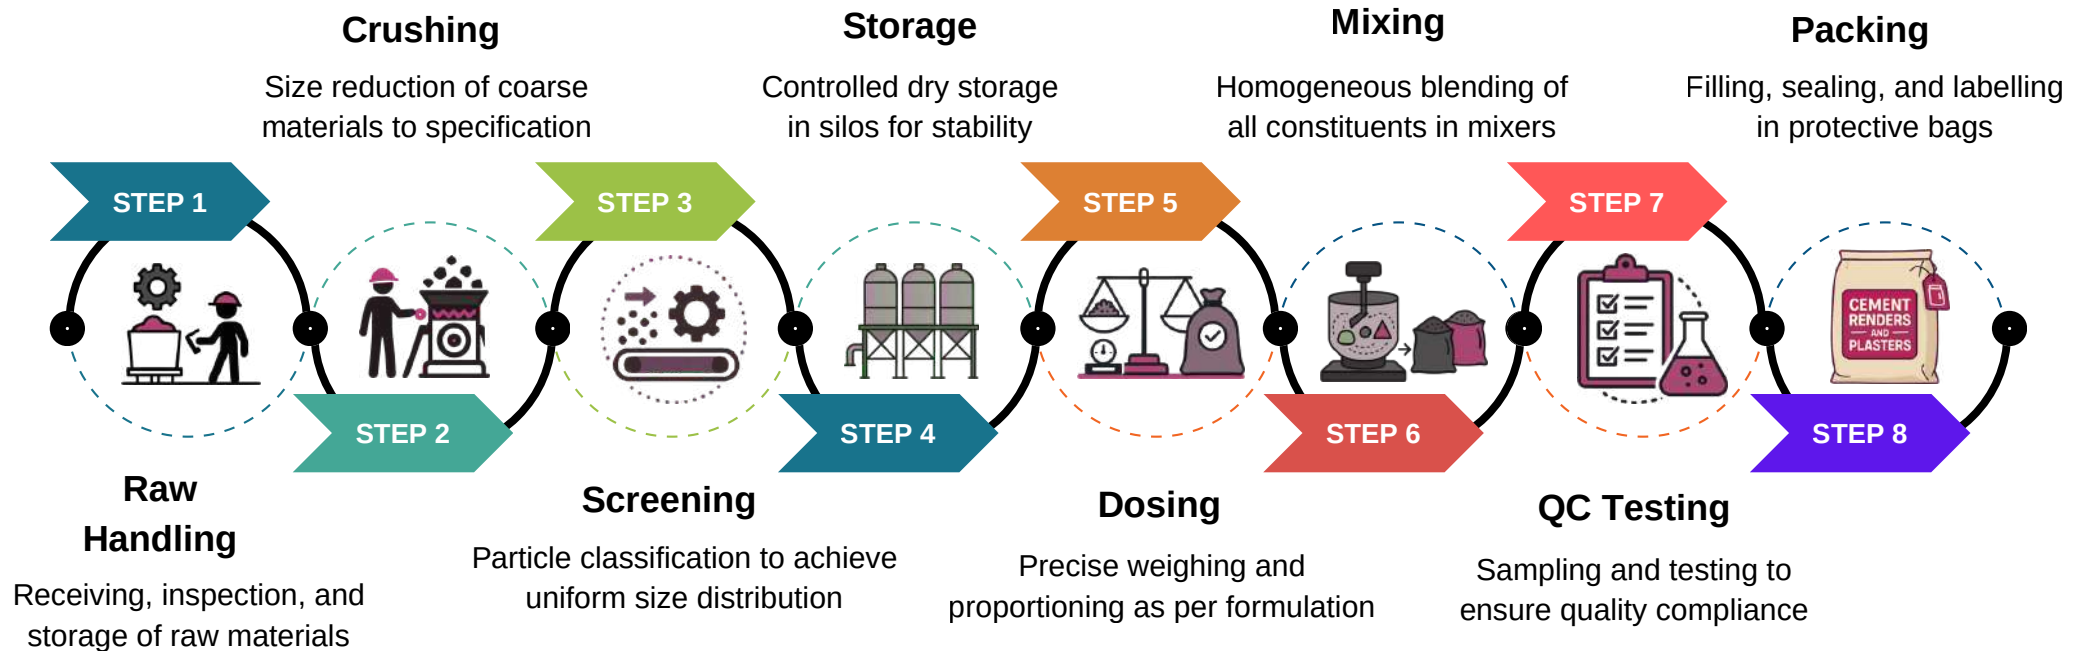 STEP 1
Raw
Handling
Receiving, inspection, and
storage of raw materials
Crushing
Size reduction of coarse
materials to specification
STEP 2
STEP 3
Screening
Particle classification to achieve
uniform size distribution
Storage
Controlled dry storage
in silos for stability
STEP 4
STEP 5
Dosing
Precise weighing and
proportioning as per formulation
Mixing
Homogeneous blending of
all constituents in mixers
STEP 6
STEP 7
QC Testing
Sampling and testing to
ensure quality compliance
Packing
Filling, sealing, and labelling
in protective bags
CEMENT
RENDERS
AND
PLASTERS
STEP 8